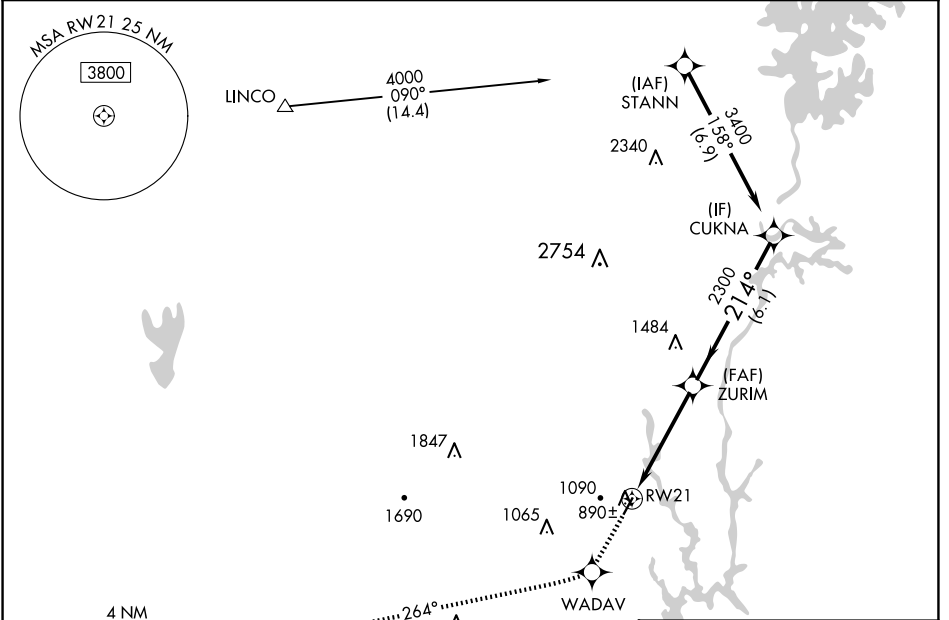 MSA RW21 25 NM
3800
LINCO
4000
090°
(14.4)
(IAF)
STANN
3400
158°
(6.9)
2340
(IF)
CUKNA
2754
2300
214°
(6.1)
1484
(FAF)
ZURIM
1847
1690
1065
1090
890±
RW21
WADAV
264°
4 NM